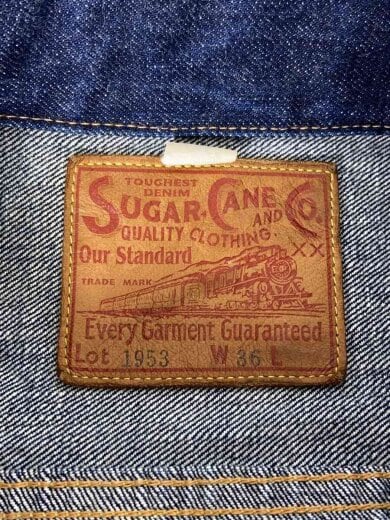 TOUGHEST
DENIM
SUGAR CANE AND CO.
QUALITY CLOTHING.
Our Standard XX
TRADE MARK
Every Garment Guaranteed
Lot 1953 W 36 L